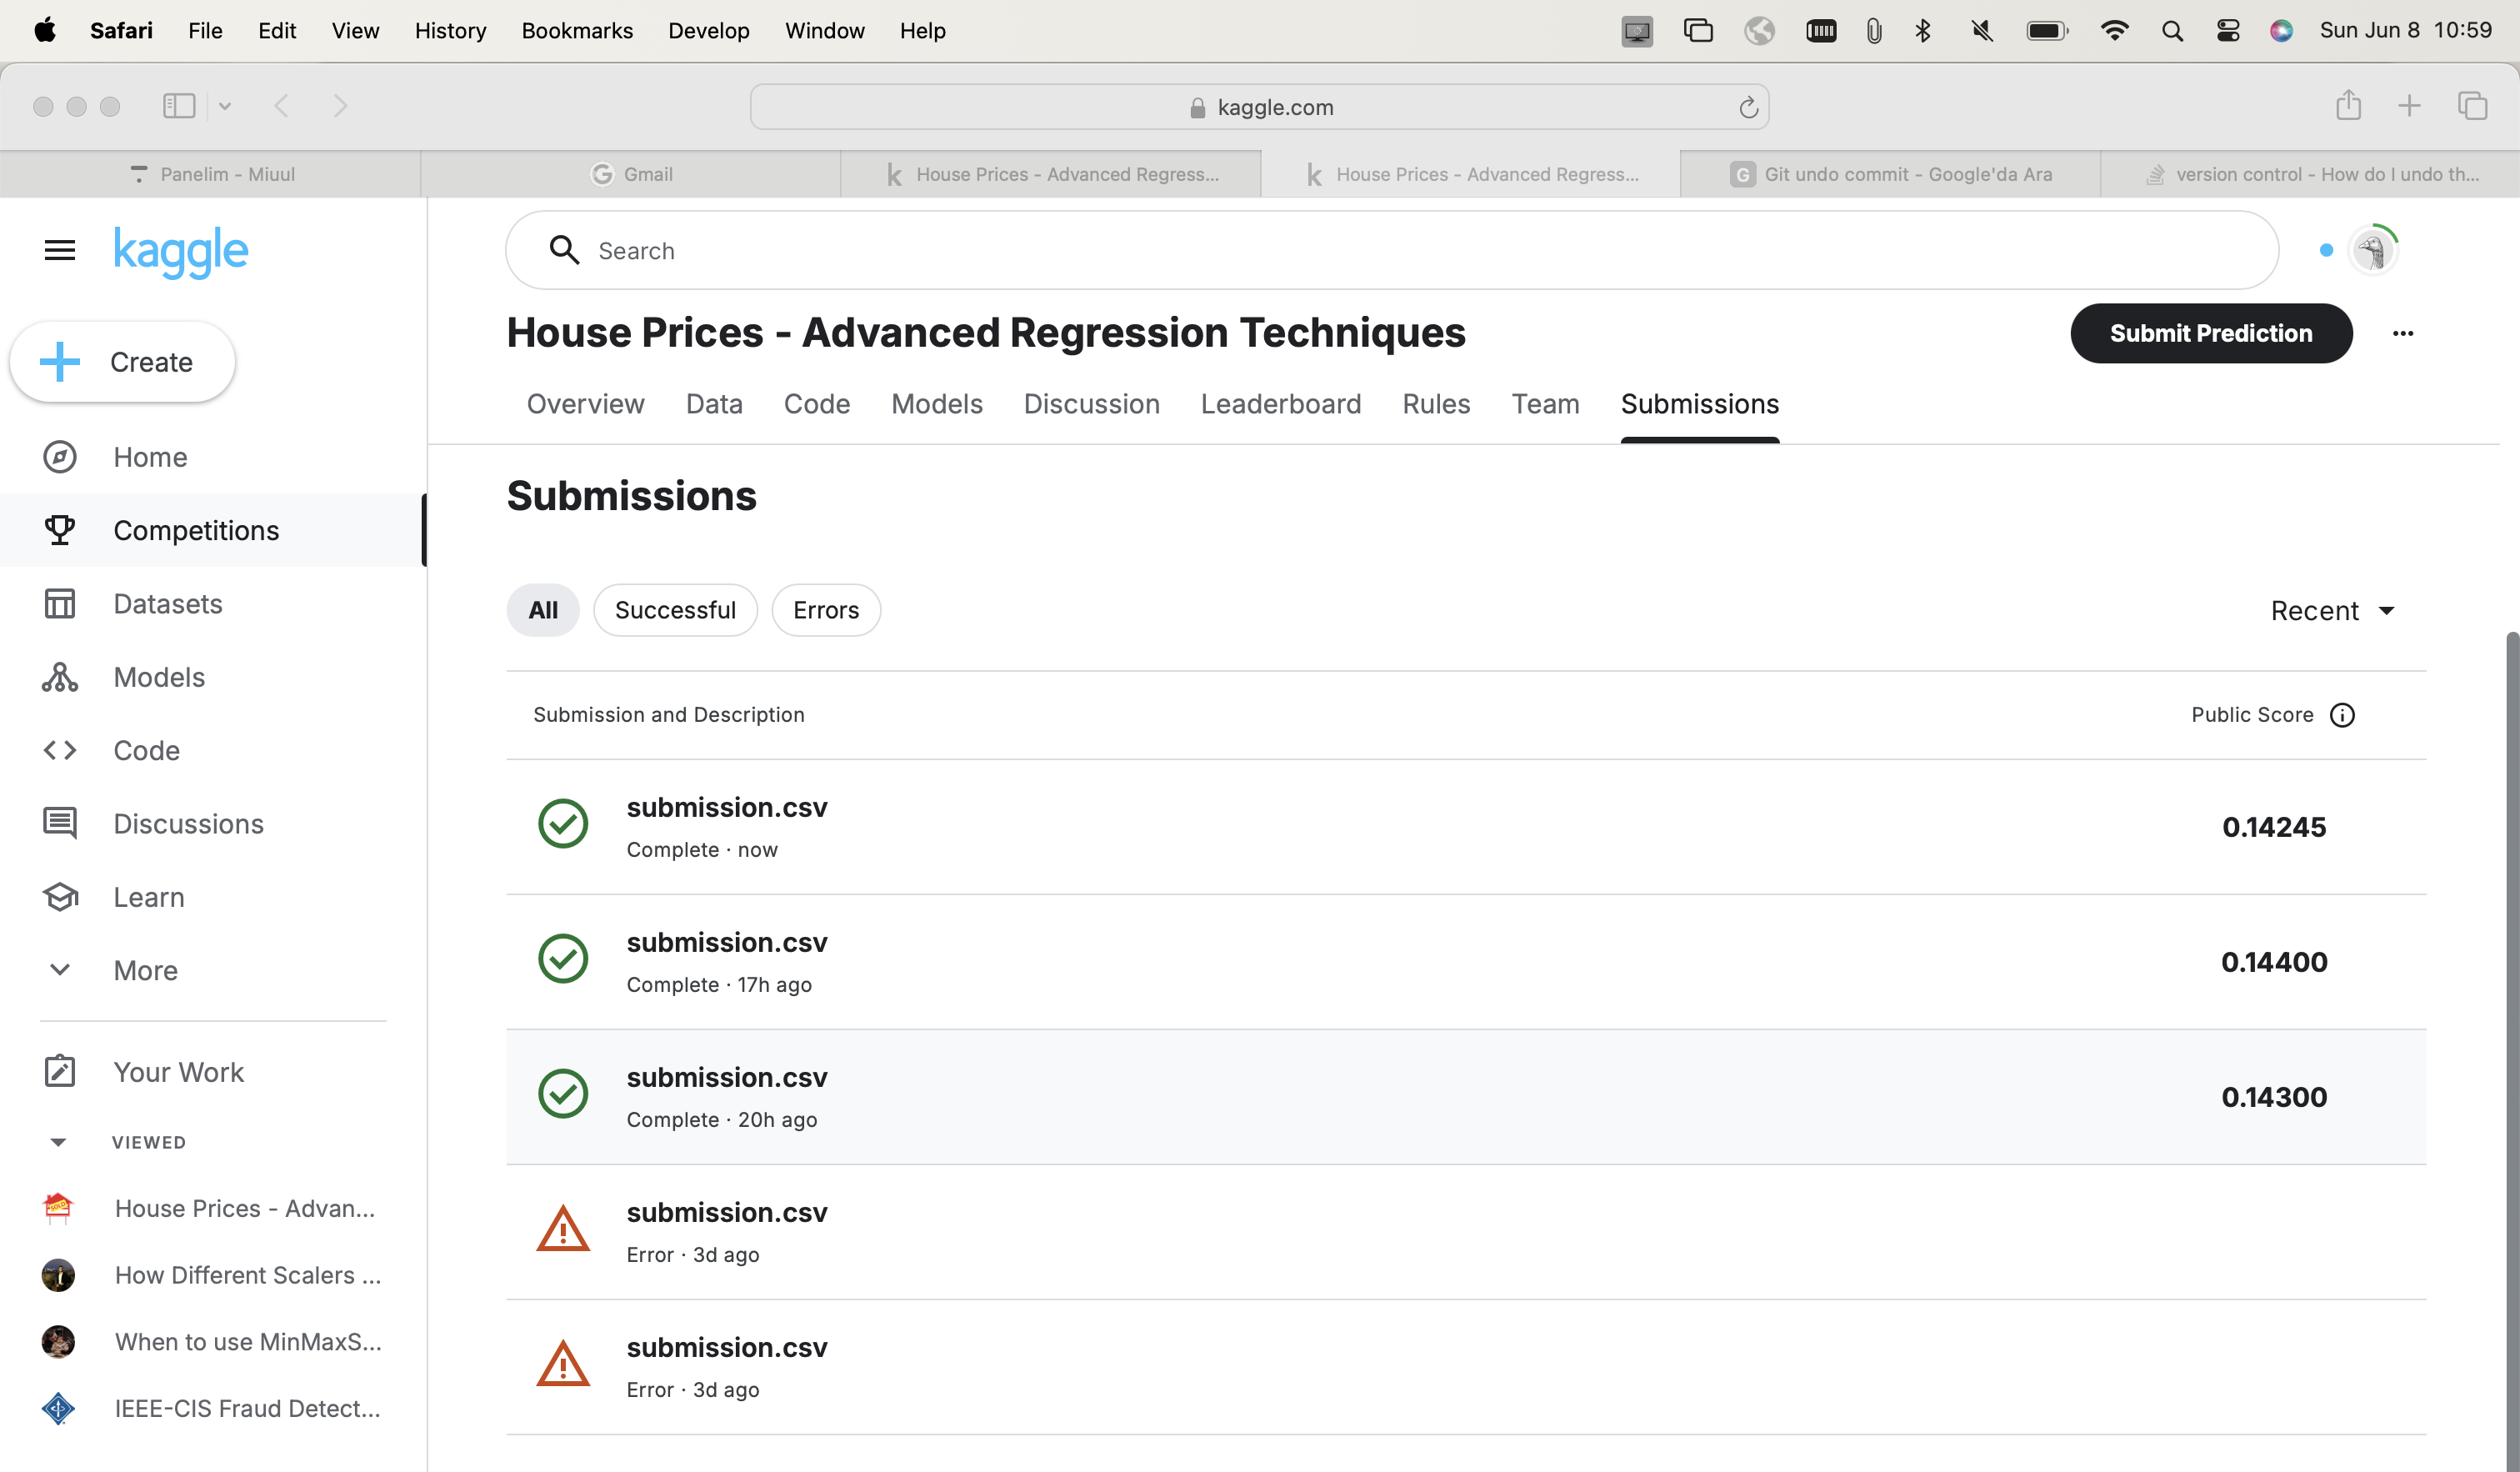 Safari File Edit View History Bookmarks Develop Window Help Sun Jun 8 10:59
kaggle.com
Panelim - Miuul
Gmail
House Prices - Advanced Regress...
House Prices - Advanced Regress...
Git undo commit - Google'da Ara
version control - How do I undo th...
kaggle
Search
Create
Home
Competitions
Datasets
Models
Code
Discussions
Learn
More
Your Work
VIEWED
House Prices - Advan...
How Different Scalers ...
When to use MinMaxS...
IEEE-CIS Fraud Detect...
House Prices - Advanced Regression Techniques
Submit Prediction
Overview Data Code Models Discussion Leaderboard Rules Team Submissions
Submissions
All Successful Errors
Recent
Submission and Description Public Score
submission.csv
Complete · now
0.14245
submission.csv
Complete · 17h ago
0.14400
submission.csv
Complete · 20h ago
0.14300
submission.csv
Error · 3d ago
submission.csv
Error · 3d ago